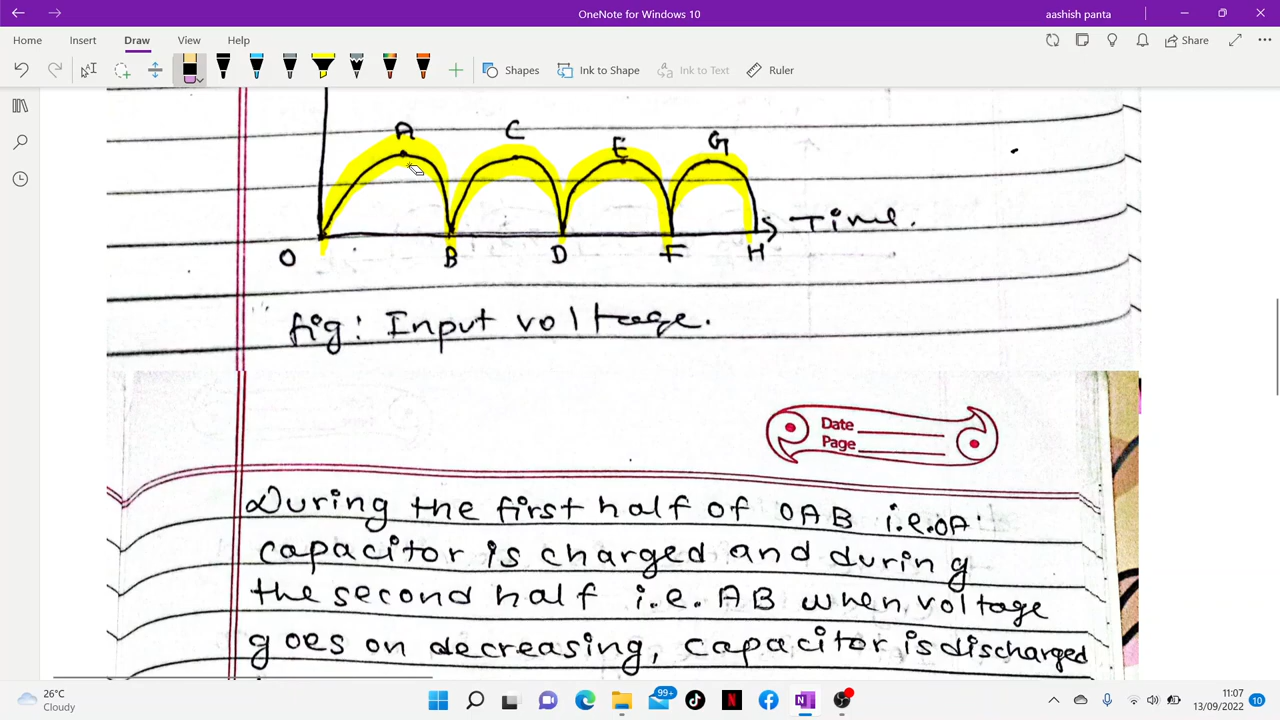 OneNote for Windows 10
aashish panta
Home Insert Draw View Help
Share
Shapes Ink to Shape Ink to Text Ruler
A C E G
Time.
O B D F H
fig: Input voltage.
Date
Page
During the first half of OAB i.e.OA'
capacitor is charged and during
the second half i.e. AB when voltage
goes on decreasing, capacitor is discharged
26°C
Cloudy
99+
11:07
13/09/2022
10